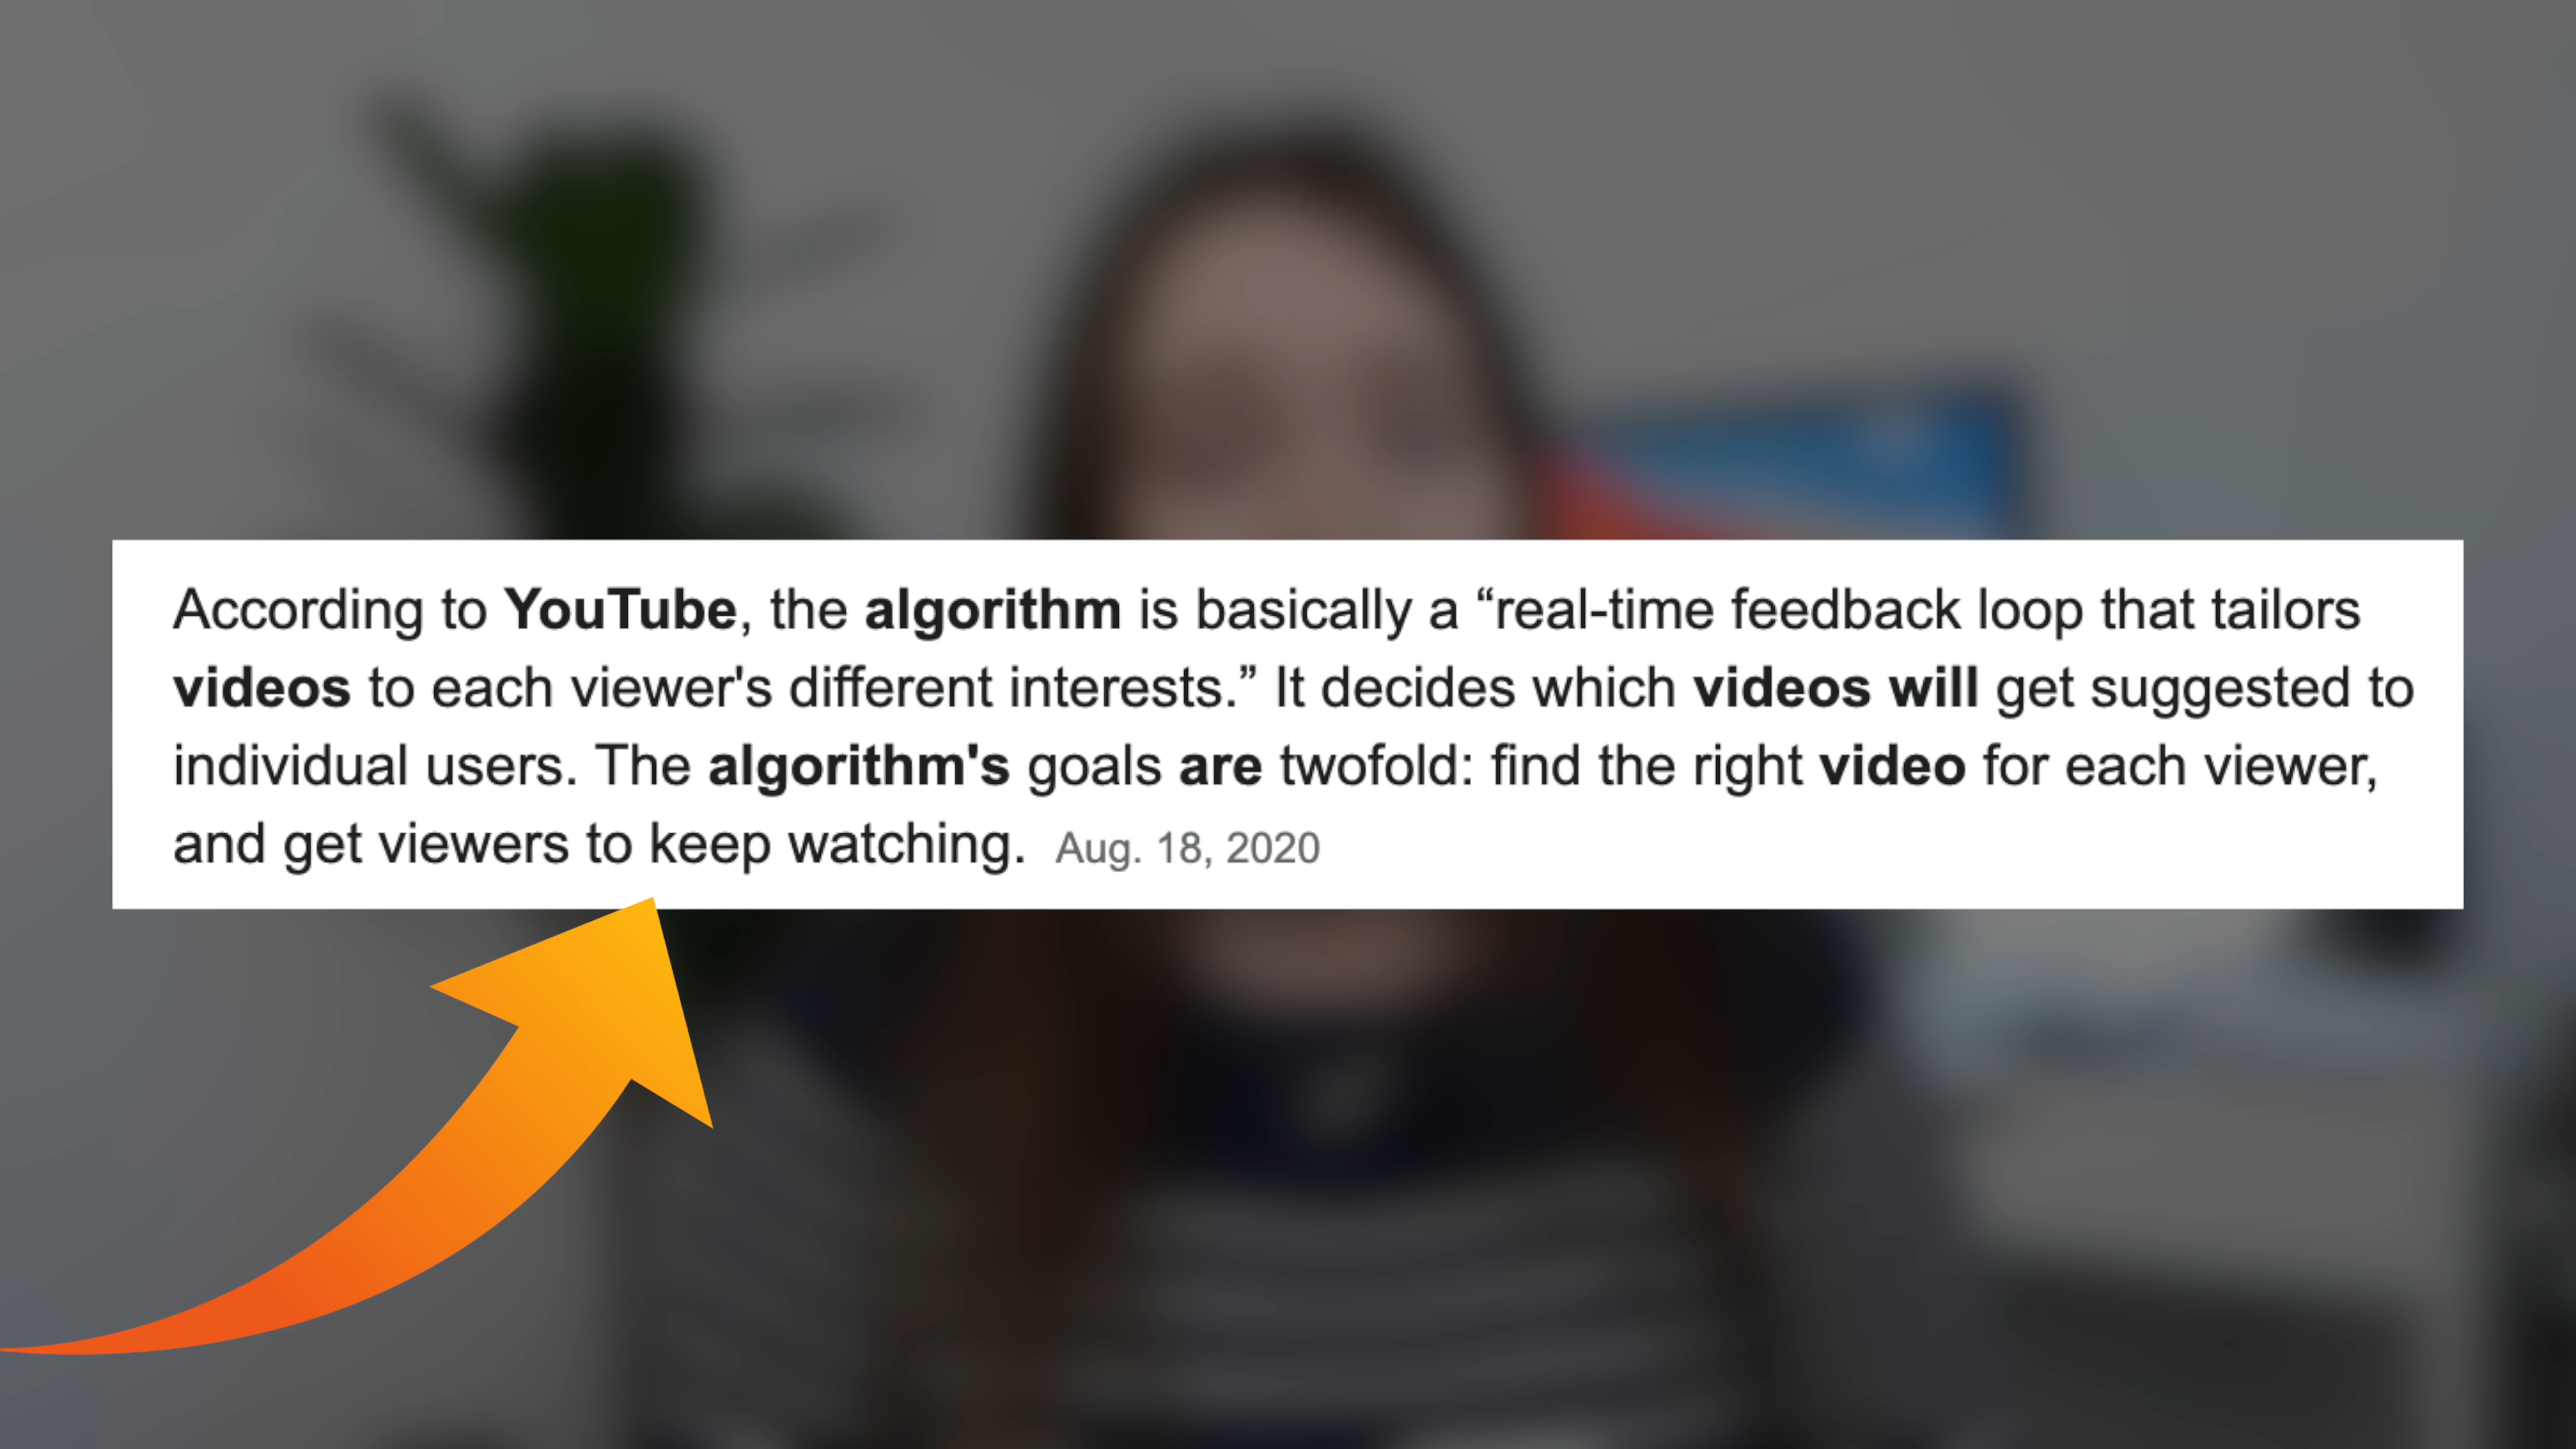 According to YouTube, the algorithm is basically a “real-time feedback loop that tailors
videos to each viewer's different interests.” It decides which videos will get suggested to
individual users. The algorithm's goals are twofold: find the right video for each viewer,
and get viewers to keep watching. Aug. 18, 2020